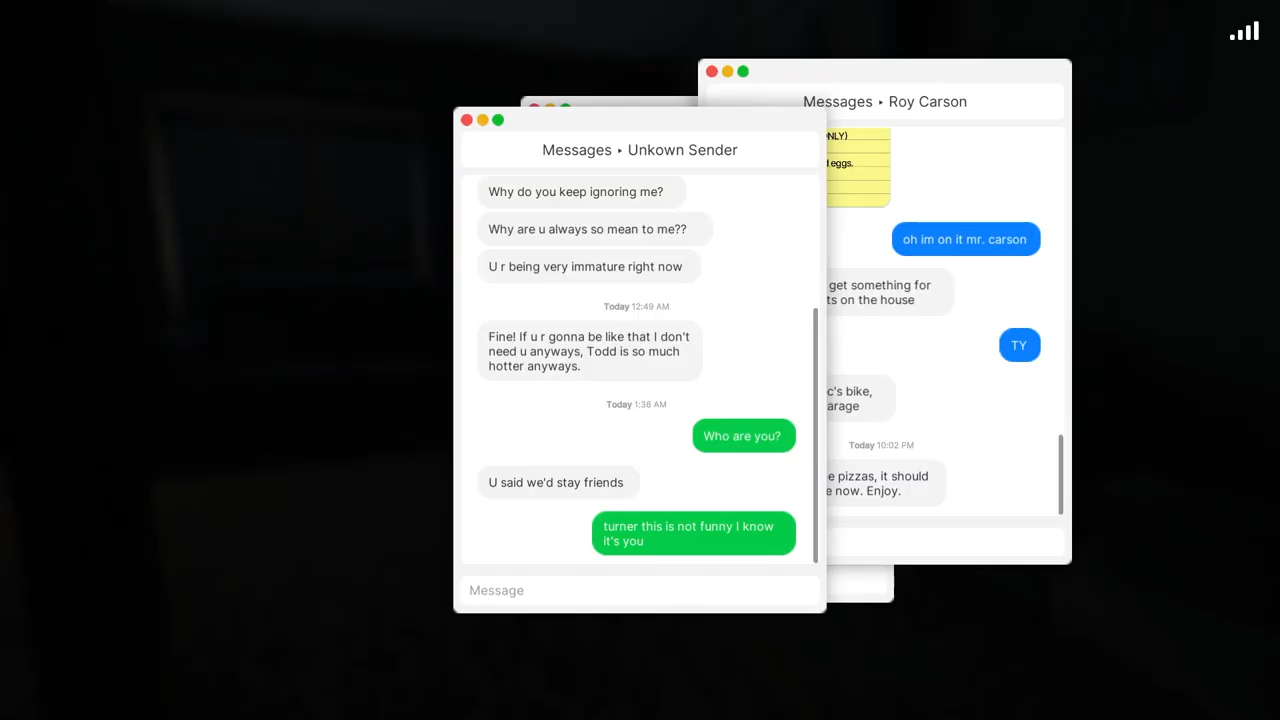 Messages ‣ Unkown Sender
Why do you keep ignoring me?
Why are u always so mean to me??
U r being very immature right now
Today 12:49 AM
Fine! If u r gonna be like that I don't
need u anyways, Todd is so much
hotter anyways.
Today 1:36 AM
Who are you?
U said we'd stay friends
turner this is not funny I know
it's you
Message
Messages ‣ Roy Carson
eggs.
oh im on it mr. carson
get something for
on the house
TY
bike,
Today 10:02 PM
pizzas, it should
now. Enjoy.